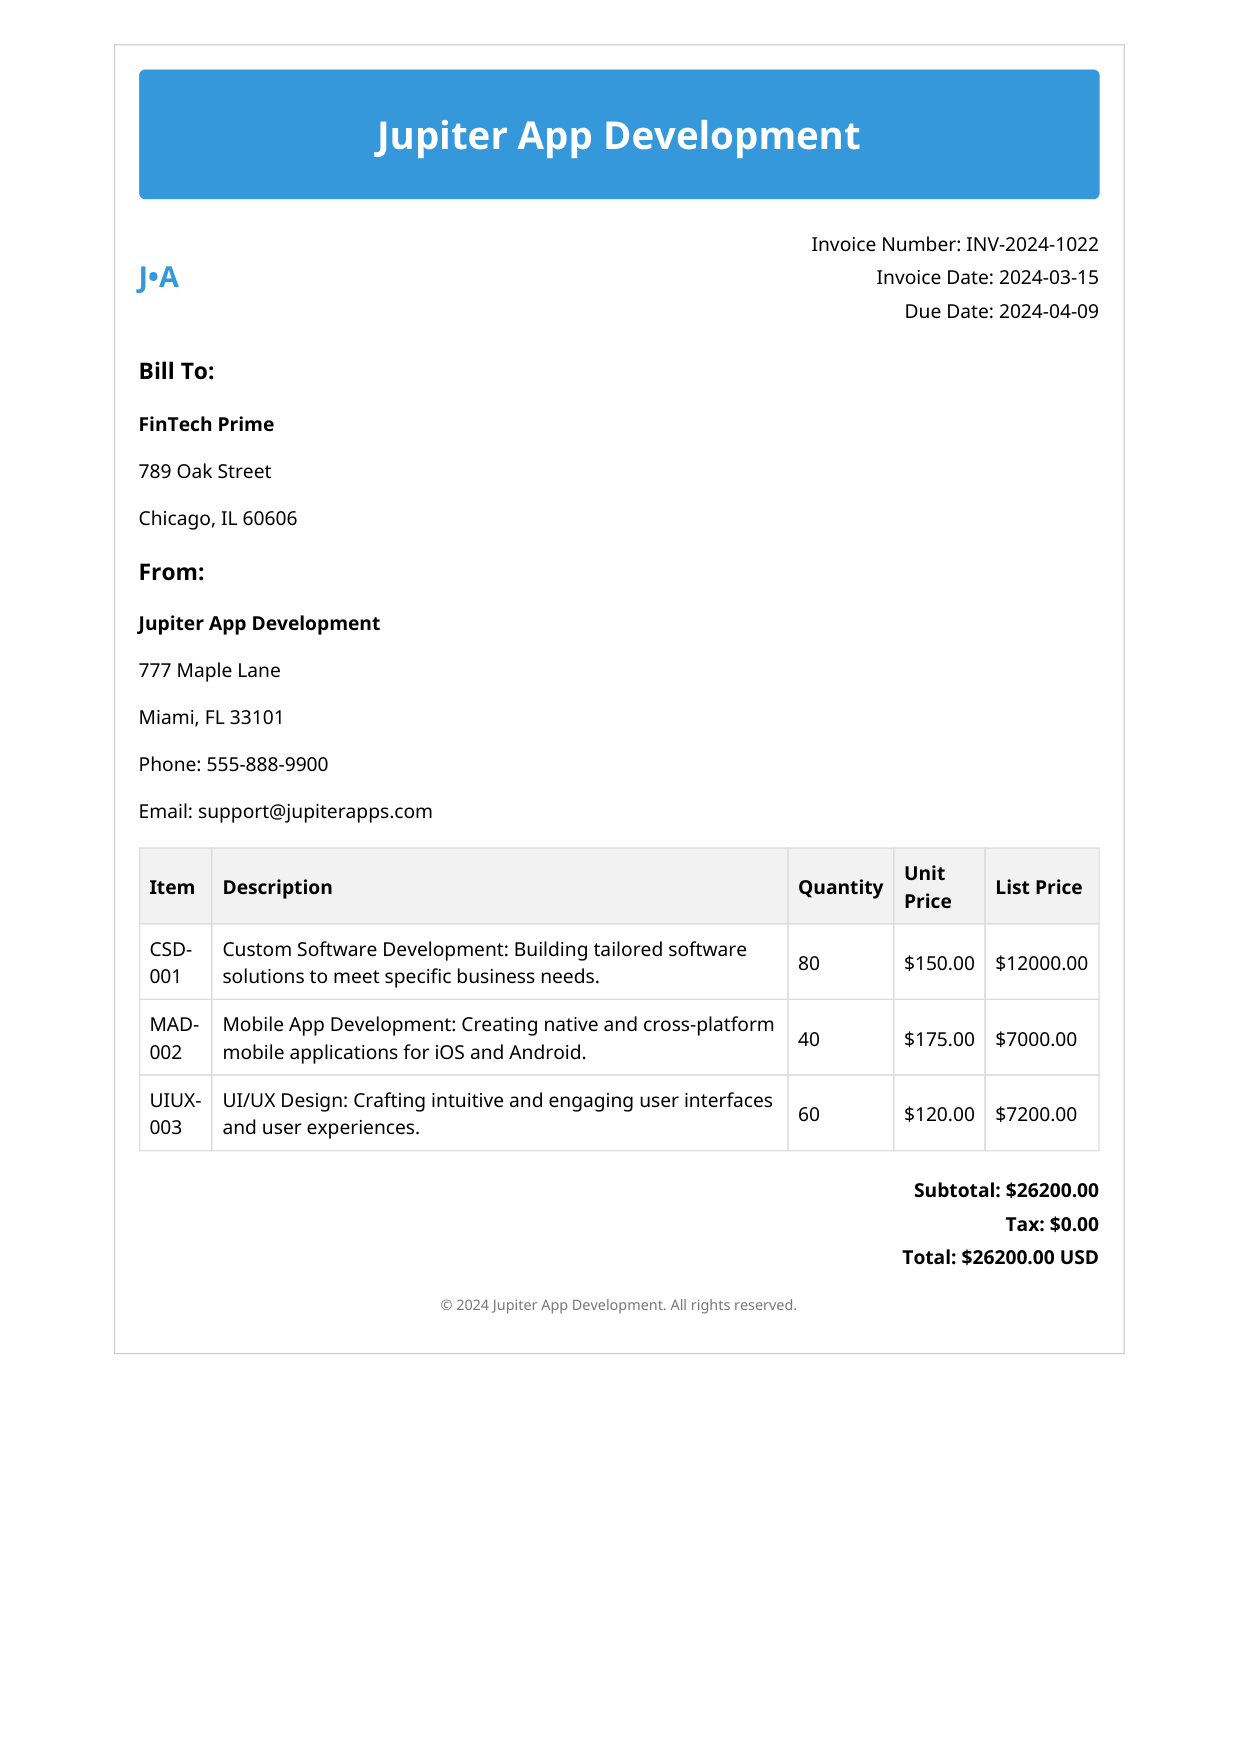 Jupiter App Development
J•A
Invoice Number: INV-2024-1022
Invoice Date: 2024-03-15
Due Date: 2024-04-09
Bill To:
FinTech Prime
789 Oak Street
Chicago, IL 60606
From:
Jupiter App Development
777 Maple Lane
Miami, FL 33101
Phone: 555-888-9900
Email: support@jupiterapps.com
Item Description Quantity Unit Price List Price
CSD-001 Custom Software Development: Building tailored software
solutions to meet specific business needs. 80 $150.00 $12000.00
MAD-002 Mobile App Development: Creating native and cross-platform
mobile applications for iOS and Android. 40 $175.00 $7000.00
UIUX-003 UI/UX Design: Crafting intuitive and engaging user interfaces
and user experiences. 60 $120.00 $7200.00
Subtotal: $26200.00
Tax: $0.00
Total: $26200.00 USD
© 2024 Jupiter App Development. All rights reserved.